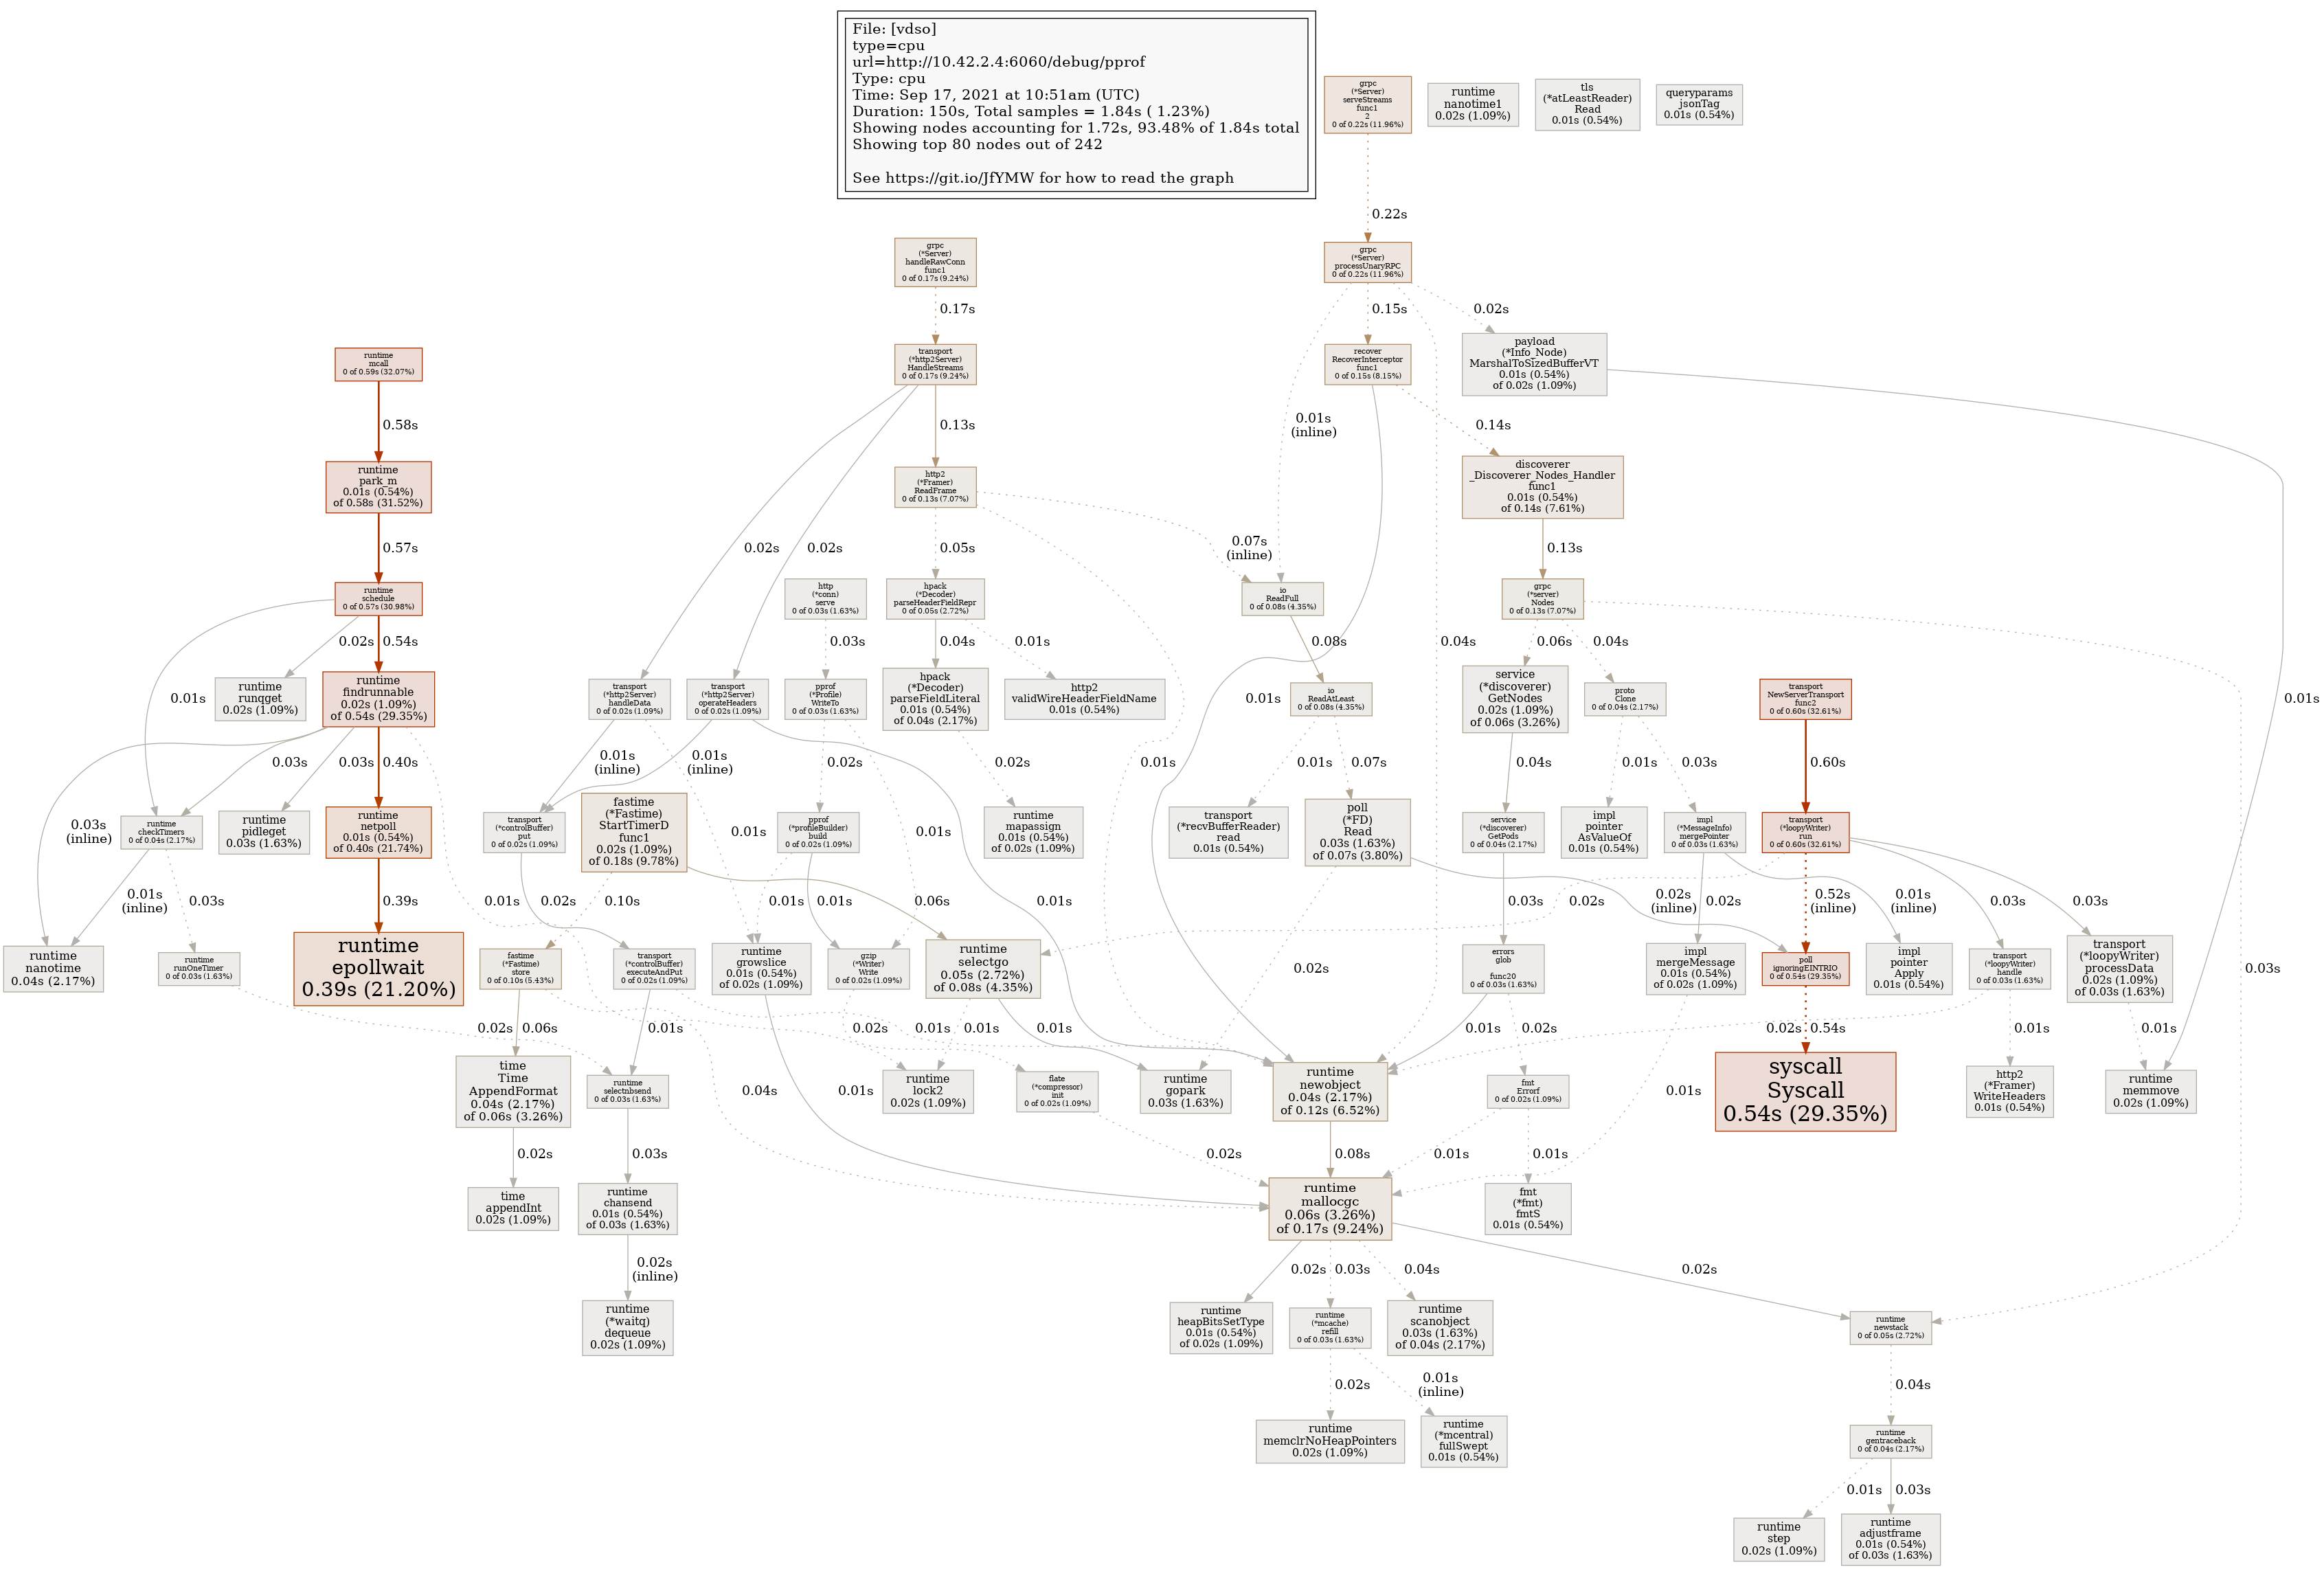 File: [vdso]
type=cpu
url=http://10.42.2.4:6060/debug/pprof
Type: cpu
Time: Sep 17, 2021 at 10:51am (UTC)
Duration: 150s, Total samples = 1.84s ( 1.23%)
Showing nodes accounting for 1.72s, 93.48% of 1.84s total
Showing top 80 nodes out of 242
See https://git.io/JfYMW for how to read the graph
grpc
(*Server)
serveStreams
func1
2
0 of 0.22s (11.96%)
runtime
nanotime1
0.02s (1.09%)
tls
(*atLeastReader)
Read
0.01s (0.54%)
queryparams
jsonTag
0.01s (0.54%)
0.22s
grpc
(*Server)
handleRawConn
func1
0 of 0.17s (9.24%)
grpc
(*Server)
processUnaryRPC
0 of 0.22s (11.96%)
0.17s
0.15s
0.02s
runtime
mcall
0 of 0.59s (32.07%)
transport
(*http2Server)
HandleStreams
0 of 0.17s (9.24%)
recover
RecoverInterceptor
func1
0 of 0.15s (8.15%)
payload
(*Info_Node)
MarshalToSizedBufferVT
0.01s (0.54%)
of 0.02s (1.09%)
0.58s
0.13s
0.01s
(inline)
0.14s
runtime
park_m
0.01s (0.54%)
of 0.58s (31.52%)
http2
(*Framer)
ReadFrame
0 of 0.13s (7.07%)
discoverer
_Discoverer_Nodes_Handler
func1
0.01s (0.54%)
of 0.14s (7.61%)
0.57s
0.02s
0.02s
0.05s
0.07s
(inline)
0.13s
runtime
schedule
0 of 0.57s (30.98%)
http
(*conn)
serve
0 of 0.03s (1.63%)
hpack
(*Decoder)
parseHeaderFieldRepr
0 of 0.05s (2.72%)
io
ReadFull
0 of 0.08s (4.35%)
grpc
(*server)
Nodes
0 of 0.13s (7.07%)
0.02s
0.54s
0.03s
0.04s
0.01s
0.08s
0.04s
0.06s
0.04s
0.01s
runtime
runqget
0.02s (1.09%)
runtime
findrunnable
0.02s (1.09%)
of 0.54s (29.35%)
transport
(*http2Server)
handleData
0 of 0.02s (1.09%)
transport
(*http2Server)
operateHeaders
0 of 0.02s (1.09%)
pprof
(*Profile)
WriteTo
0 of 0.03s (1.63%)
hpack
(*Decoder)
parseFieldLiteral
0.01s (0.54%)
of 0.04s (2.17%)
http2
validWireHeaderFieldName
0.01s (0.54%)
0.01s
io
ReadAtLeast
0 of 0.08s (4.35%)
service
(*discoverer)
GetNodes
0.02s (1.09%)
of 0.06s (3.26%)
proto
Clone
0 of 0.04s (2.17%)
transport
NewServerTransport
func2
0 of 0.60s (32.61%)
0.01s
0.03s
0.03s
0.40s
0.01s
(inline)
0.01s
(inline)
0.02s
0.02s
0.01s
0.01s
0.07s
0.04s
0.01s
0.03s
0.60s
0.03s
(inline)
runtime
checkTimers
0 of 0.04s (2.17%)
runtime
pidleget
0.03s (1.63%)
runtime
netpoll
0.01s (0.54%)
of 0.40s (21.74%)
transport
(*controlBuffer)
put
0 of 0.02s (1.09%)
fastime
(*Fastime)
StartTimerD
func1
0.02s (1.09%)
of 0.18s (9.78%)
0.01s
pprof
(*profileBuilder)
build
0 of 0.02s (1.09%)
0.01s
runtime
mapassign
0.01s (0.54%)
of 0.02s (1.09%)
transport
(*recvBufferReader)
read
0.01s (0.54%)
poll
(*FD)
Read
0.03s (1.63%)
of 0.07s (3.80%)
service
(*discoverer)
GetPods
0 of 0.04s (2.17%)
impl
pointer
AsValueOf
0.01s (0.54%)
impl
(*MessageInfo)
mergePointer
0 of 0.03s (1.63%)
transport
(*loopyWriter)
run
0 of 0.60s (32.61%)
0.01s
(inline)
0.03s
0.39s
0.01s
0.02s
0.10s
0.01s
0.01s
0.06s
0.01s
0.03s
0.02s
0.02s
(inline)
0.02s
0.01s
(inline)
0.52s
(inline)
0.03s
0.03s
runtime
nanotime
0.04s (2.17%)
runtime
runOneTimer
0 of 0.03s (1.63%)
runtime
epollwait
0.39s (21.20%)
fastime
(*Fastime)
store
0 of 0.10s (5.43%)
transport
(*controlBuffer)
executeAndPut
0 of 0.02s (1.09%)
runtime
growslice
0.01s (0.54%)
of 0.02s (1.09%)
gzip
(*Writer)
Write
0 of 0.02s (1.09%)
runtime
selectgo
0.05s (2.72%)
of 0.08s (4.35%)
0.02s
errors
glob
func20
0 of 0.03s (1.63%)
impl
mergeMessage
0.01s (0.54%)
of 0.02s (1.09%)
poll
ignoringEINTRIO
0 of 0.54s (29.35%)
impl
pointer
Apply
0.01s (0.54%)
transport
(*loopyWriter)
handle
0 of 0.03s (1.63%)
transport
(*loopyWriter)
processData
0.02s (1.09%)
of 0.03s (1.63%)
0.03s
0.02s
0.06s
0.01s
0.02s
0.01s
0.01s
0.01s
0.01s
0.02s
0.02s
0.54s
0.01s
0.01s
time
Time
AppendFormat
0.04s (2.17%)
of 0.06s (3.26%)
0.04s
runtime
selectnbsend
0 of 0.03s (1.63%)
0.01s
runtime
lock2
0.02s (1.09%)
flate
(*compressor)
init
0 of 0.02s (1.09%)
runtime
gopark
0.03s (1.63%)
runtime
newobject
0.04s (2.17%)
of 0.12s (6.52%)
fmt
Errorf
0 of 0.02s (1.09%)
0.01s
syscall
Syscall
0.54s (29.35%)
http2
(*Framer)
WriteHeaders
0.01s (0.54%)
runtime
memmove
0.02s (1.09%)
0.02s
0.03s
0.02s
0.08s
0.01s
0.01s
time
appendInt
0.02s (1.09%)
runtime
chansend
0.01s (0.54%)
of 0.03s (1.63%)
runtime
mallocgc
0.06s (3.26%)
of 0.17s (9.24%)
fmt
(*fmt)
fmtS
0.01s (0.54%)
0.02s
(inline)
0.02s
0.03s
0.04s
0.02s
runtime
(*waitq)
dequeue
0.02s (1.09%)
runtime
heapBitsSetType
0.01s (0.54%)
of 0.02s (1.09%)
runtime
(*mcache)
refill
0 of 0.03s (1.63%)
runtime
scanobject
0.03s (1.63%)
of 0.04s (2.17%)
runtime
newstack
0 of 0.05s (2.72%)
0.02s
0.01s
(inline)
0.04s
runtime
memclrNoHeapPointers
0.02s (1.09%)
runtime
(*mcentral)
fullSwept
0.01s (0.54%)
runtime
gentraceback
0 of 0.04s (2.17%)
0.01s
0.03s
runtime
step
0.02s (1.09%)
runtime
adjustframe
0.01s (0.54%)
of 0.03s (1.63%)